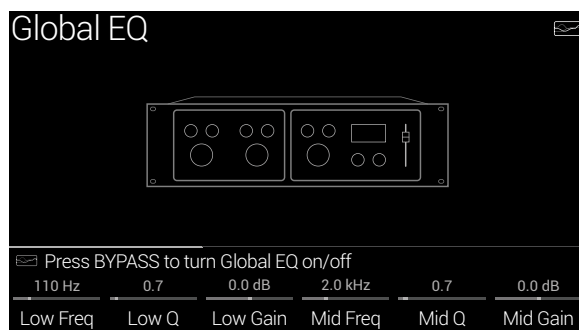 Global EQ
Press BYPASS to turn Global EQ on/off
110 Hz 0.7 0.0 dB 2.0 kHz 0.7 0.0 dB
Low Freq Low Q Low Gain Mid Freq Mid Q Mid Gain